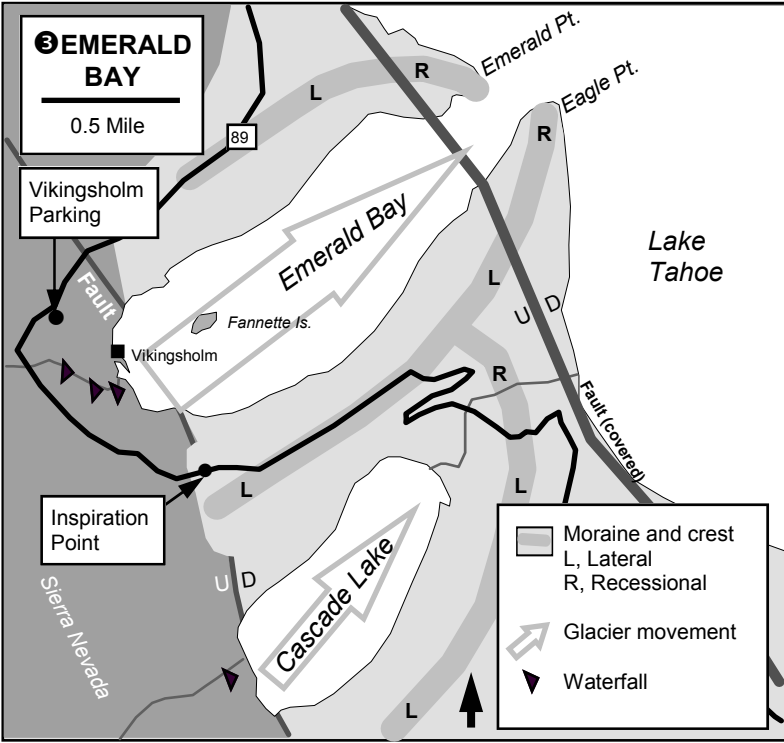 ❸EMERALD
BAY
0.5 Mile
Vikingsholm
Parking
89
L
R
Emerald Pt.
Eagle Pt.
R
Lake
Tahoe
Emerald Bay
Fault
Fannette Is.
Vikingsholm
L
U D
R
Fault (covered)
L
L
Inspiration
Point
U D
Cascade Lake
Sierra Nevada
L
Moraine and crest
L, Lateral
R, Recessional
Glacier movement
Waterfall